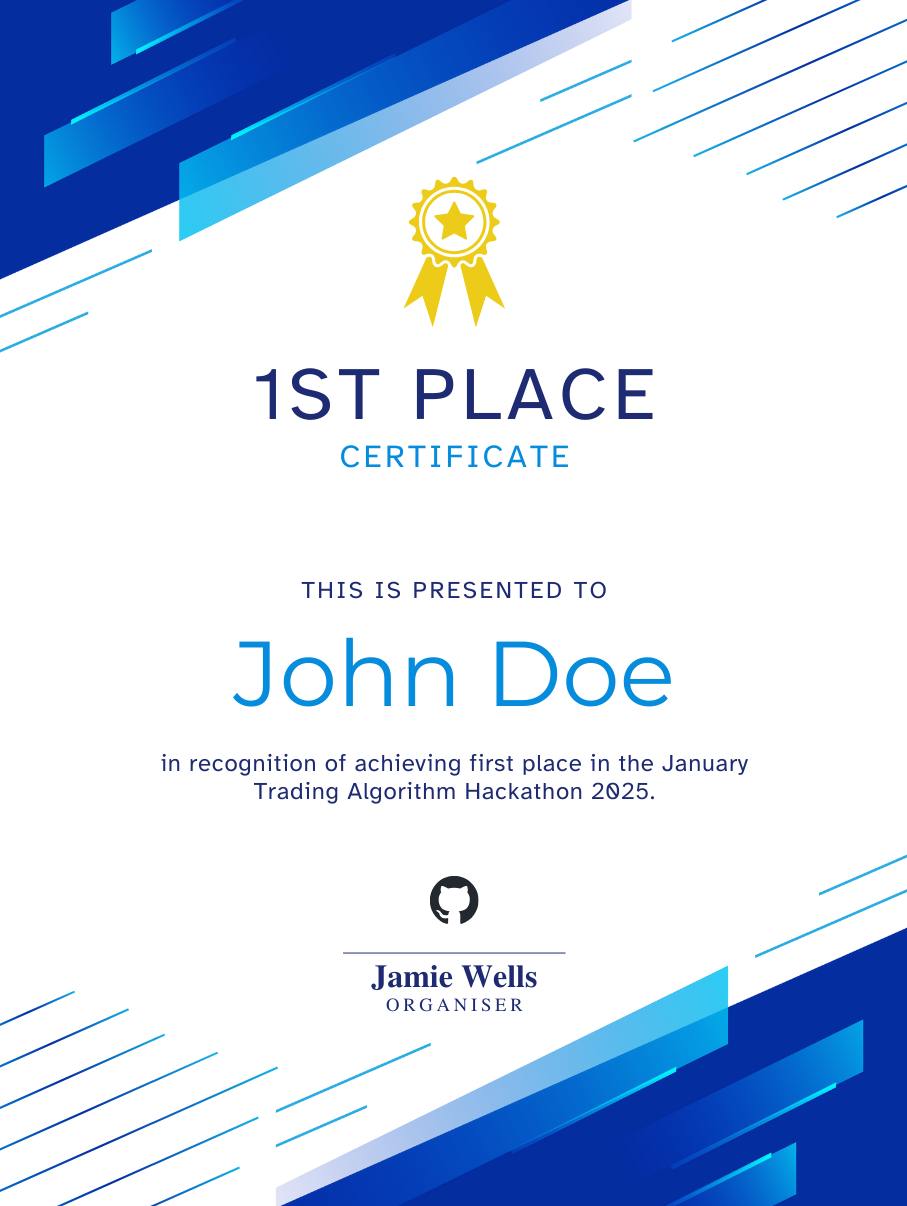 1ST PLACE
CERTIFICATE
THIS IS PRESENTED TO
John Doe
in recognition of achieving first place in the January
Trading Algorithm Hackathon 2025.
Jamie Wells
ORGANISER